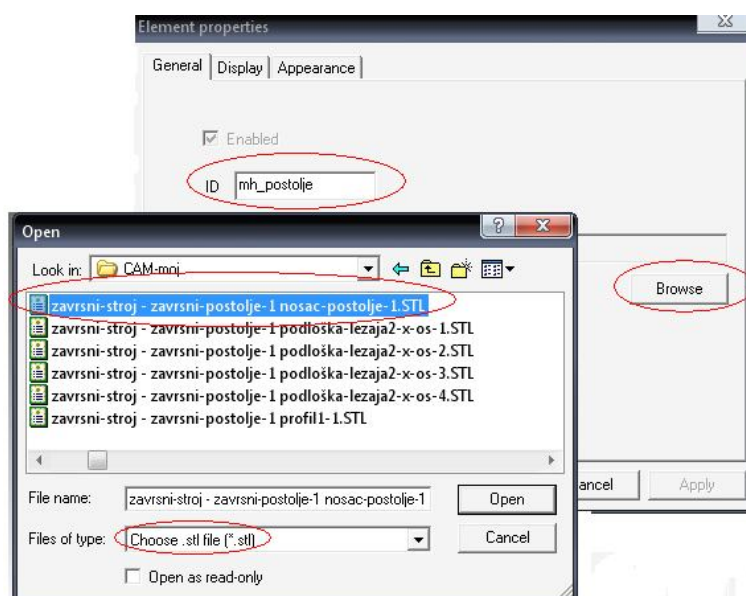 Element properties
General Display Appearance
Enabled
ID mh_postolje
Browse
Open
Look in: CAM-moj
zavrsni-stroj - zavrsni-postolje-1 nosac-postolje-1.STL
zavrsni-stroj - zavrsni-postolje-1 podloška-lezaja2-x-os-1.STL
zavrsni-stroj - zavrsni-postolje-1 podloška-lezaja2-x-os-2.STL
zavrsni-stroj - zavrsni-postolje-1 podloška-lezaja2-x-os-3.STL
zavrsni-stroj - zavrsni-postolje-1 podloška-lezaja2-x-os-4.STL
zavrsni-stroj - zavrsni-postolje-1 profil1-1.STL
ancel Apply
File name: zavrsni-stroj - zavrsni-postolje-1 nosac-postolje-1 Open
Files of type: Choose .stl file (*.stl) Cancel
Open as read-only